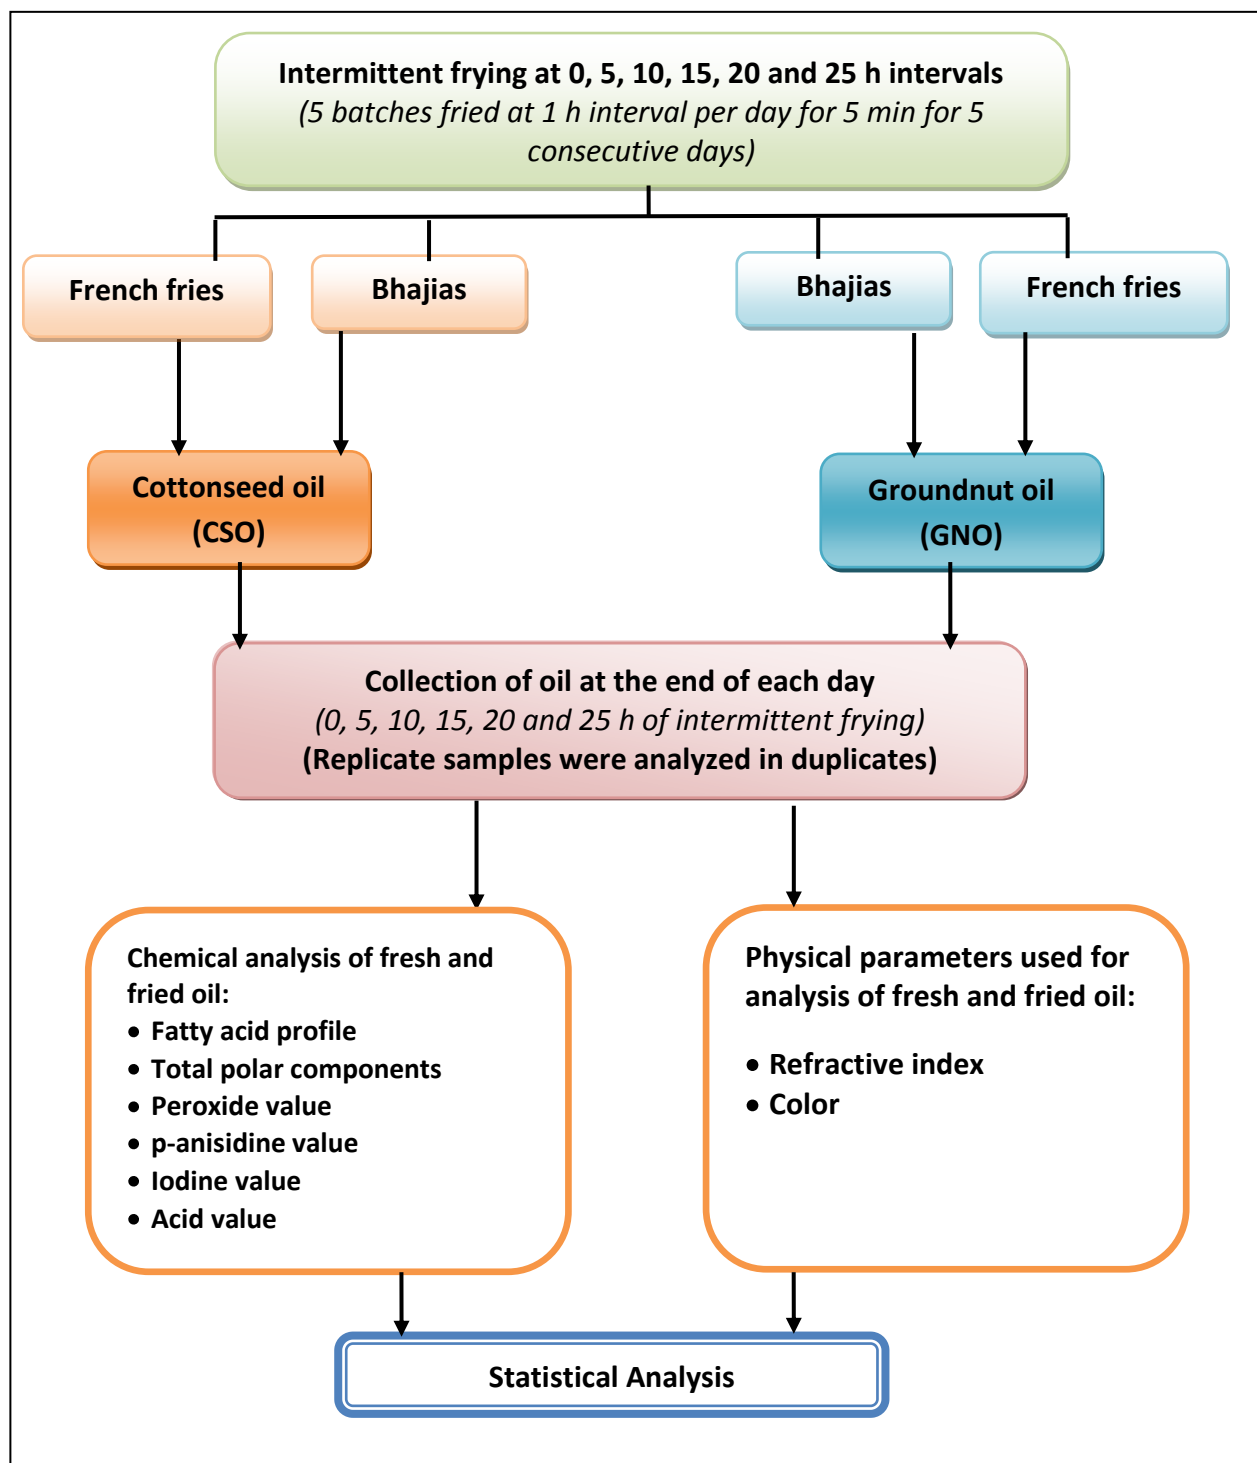 Intermittent frying at 0, 5, 10, 15, 20 and 25 h intervals
(5 batches fried at 1 h interval per day for 5 min for 5
consecutive days)
French fries
Bhajias
Bhajias
French fries
Cottonseed oil
(CSO)
Groundnut oil
(GNO)
Collection of oil at the end of each day
(0, 5, 10, 15, 20 and 25 h of intermittent frying)
(Replicate samples were analyzed in duplicates)
Chemical analysis of fresh and
fried oil:
• Fatty acid profile
• Total polar components
• Peroxide value
• p-anisidine value
• Iodine value
• Acid value
Physical parameters used for
analysis of fresh and fried oil:
• Refractive index
• Color
Statistical Analysis